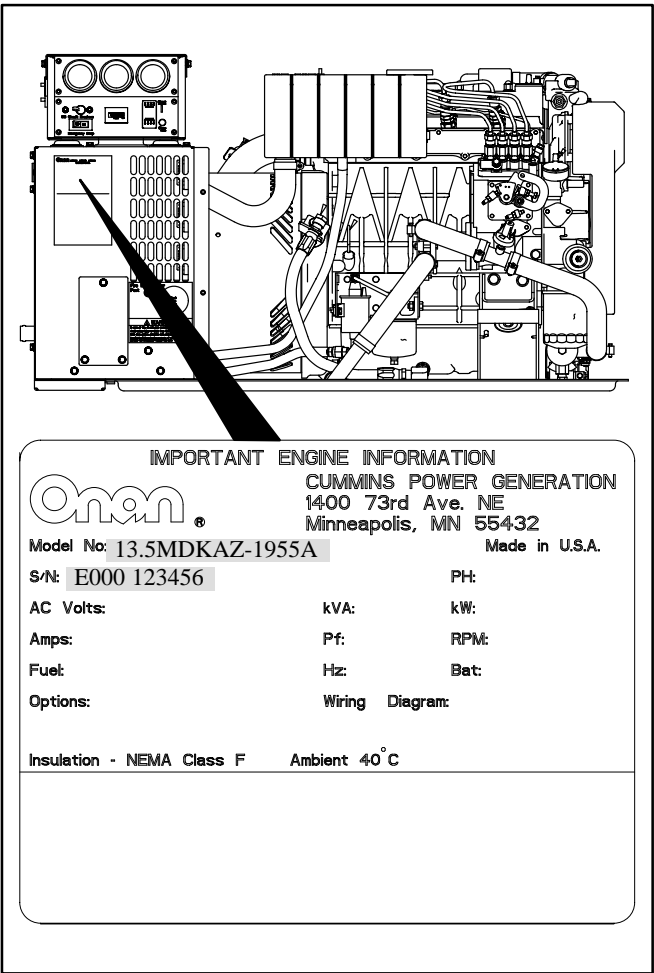 IMPORTANT ENGINE INFORMATION
Onan ®
CUMMINS POWER GENERATION
1400 73rd Ave. NE
Minneapolis, MN 55432
Model No: 13.5MDKAZ-1955A
Made in U.S.A.
S/N: E000 123456
PH:
AC Volts:
kVA:
kW:
Amps:
Pf:
RPM:
Fuel:
Hz:
Bat:
Options:
Wiring Diagram:
Insulation - NEMA Class F
Ambient 40°C